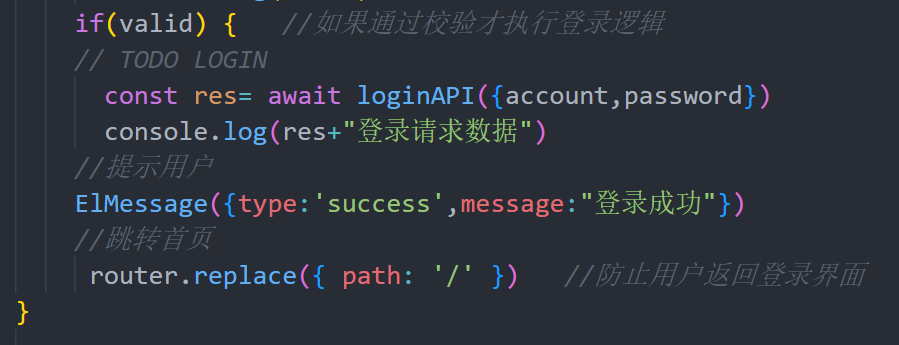 if(valid) {   //如果通过校验才执行登录逻辑
// TODO LOGIN
const res= await loginAPI({account,password})
console.log(res+"登录请求数据")
//提示用户
ElMessage({type:'success',message:"登录成功"})
//跳转首页
router.replace({ path: '/' })   //防止用户返回登录界面
}